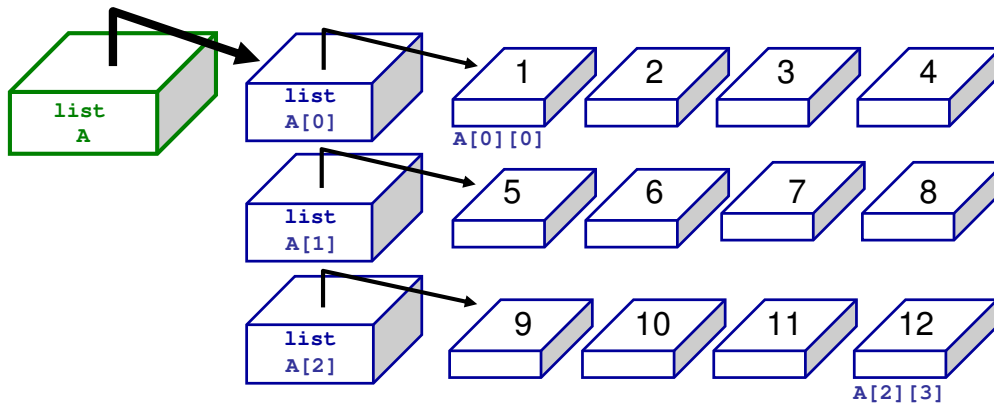 list
A
list
A[0]
1 2 3 4
A[0][0]
list
A[1]
5 6 7 8
list
A[2]
9 10 11 12
A[2][3]